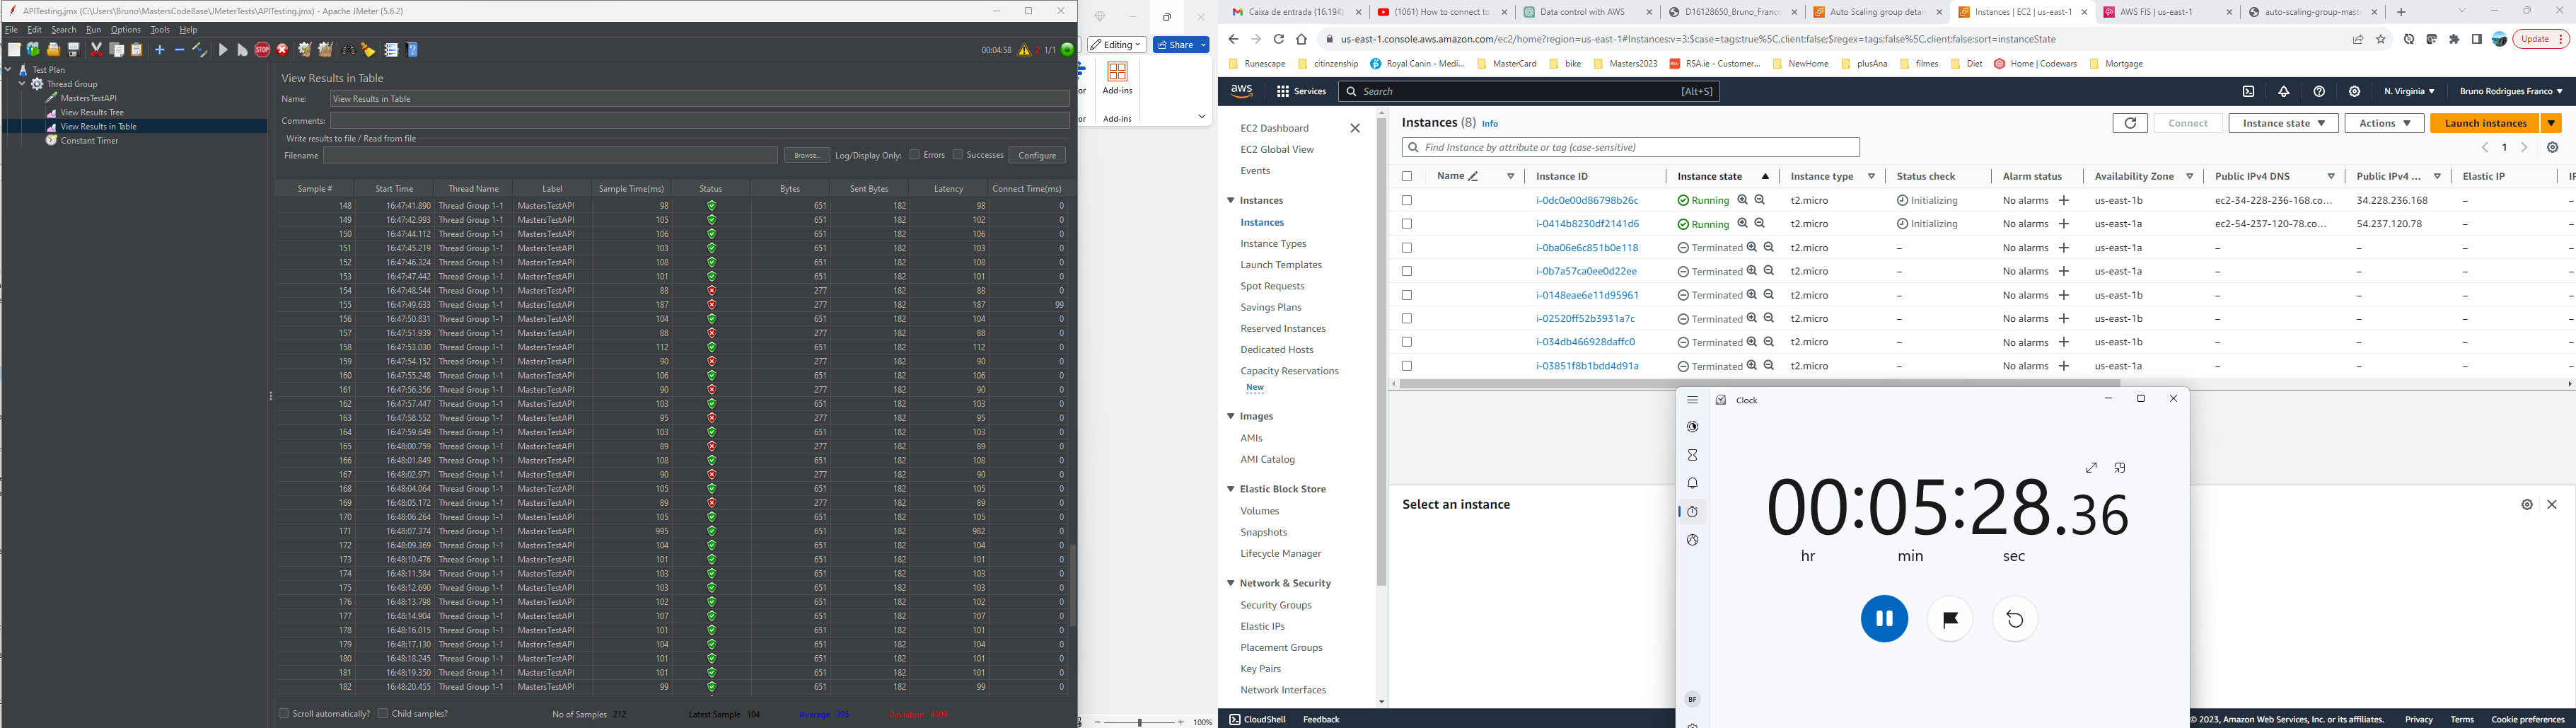 APITesting.jmx (C:\Users\Bruno\MastersCodeBase\JMeterTests\APITesting.jmx) - Apache JMeter (5.6.2)
File Edit Search Run Options Tools Help
00:04:58 2 1/1
Test Plan
Thread Group
MastersTestAPI
View Results Tree
View Results in Table
Constant Timer
View Results in Table
Name: View Results in Table
Comments:
Write results to file / Read from file
Filename Browse... Log/Display Only: Errors Successes Configure
Sample # Start Time Thread Name Label Sample Time(ms) Status Bytes Sent Bytes Latency Connect Time(ms)
148 16:47:41.890 Thread Group 1-1 MastersTestAPI 98 651 182 98 0
149 16:47:42.993 Thread Group 1-1 MastersTestAPI 105 651 182 102 0
150 16:47:44.112 Thread Group 1-1 MastersTestAPI 106 651 182 106 0
151 16:47:45.219 Thread Group 1-1 MastersTestAPI 103 651 182 103 0
152 16:47:46.324 Thread Group 1-1 MastersTestAPI 108 651 182 108 0
153 16:47:47.442 Thread Group 1-1 MastersTestAPI 101 651 182 101 0
154 16:47:48.544 Thread Group 1-1 MastersTestAPI 88 277 182 88 0
155 16:47:49.633 Thread Group 1-1 MastersTestAPI 187 277 182 187 99
156 16:47:50.831 Thread Group 1-1 MastersTestAPI 104 651 182 104 0
157 16:47:51.939 Thread Group 1-1 MastersTestAPI 88 277 182 88 0
158 16:47:53.030 Thread Group 1-1 MastersTestAPI 112 651 182 112 0
159 16:47:54.152 Thread Group 1-1 MastersTestAPI 90 277 182 90 0
160 16:47:55.248 Thread Group 1-1 MastersTestAPI 106 651 182 106 0
161 16:47:56.356 Thread Group 1-1 MastersTestAPI 90 277 182 90 0
162 16:47:57.447 Thread Group 1-1 MastersTestAPI 103 651 182 103 0
163 16:47:58.552 Thread Group 1-1 MastersTestAPI 95 277 182 95 0
164 16:47:59.649 Thread Group 1-1 MastersTestAPI 103 651 182 103 0
165 16:48:00.759 Thread Group 1-1 MastersTestAPI 89 277 182 89 0
166 16:48:01.849 Thread Group 1-1 MastersTestAPI 108 651 182 108 0
167 16:48:02.971 Thread Group 1-1 MastersTestAPI 90 277 182 90 0
168 16:48:04.064 Thread Group 1-1 MastersTestAPI 105 651 182 105 0
169 16:48:05.172 Thread Group 1-1 MastersTestAPI 89 277 182 89 0
170 16:48:06.264 Thread Group 1-1 MastersTestAPI 105 651 182 105 0
171 16:48:07.374 Thread Group 1-1 MastersTestAPI 995 651 182 982 0
172 16:48:09.369 Thread Group 1-1 MastersTestAPI 104 651 182 104 0
173 16:48:10.476 Thread Group 1-1 MastersTestAPI 101 651 182 101 0
174 16:48:11.584 Thread Group 1-1 MastersTestAPI 103 651 182 103 0
175 16:48:12.690 Thread Group 1-1 MastersTestAPI 103 651 182 103 0
176 16:48:13.798 Thread Group 1-1 MastersTestAPI 102 651 182 102 0
177 16:48:14.904 Thread Group 1-1 MastersTestAPI 107 651 182 107 0
178 16:48:16.015 Thread Group 1-1 MastersTestAPI 101 651 182 101 0
179 16:48:17.130 Thread Group 1-1 MastersTestAPI 104 651 182 104 0
180 16:48:18.245 Thread Group 1-1 MastersTestAPI 101 651 182 101 0
181 16:48:19.350 Thread Group 1-1 MastersTestAPI 101 651 182 101 0
182 16:48:20.455 Thread Group 1-1 MastersTestAPI 99 651 182 99 0
Scroll automatically? Child samples? No of Samples 212 Latest Sample 104 Average 395 Deviation 4109
Editing Share
or Add-ins
Add-ins
100%
Caixa de entrada (16.194) (1061) How to connect to Data control with AWS D16128650_Bruno_Franco Auto Scaling group detai Instances | EC2 | us-east-1 AWS FIS | us-east-1 auto-scaling-group-mast
us-east-1.console.aws.amazon.com/ec2/home?region=us-east-1#Instances:v=3;$case=tags:true%5C,client:false;$regex=tags:false%5C,client:false;sort=instanceState Update
Runescape citinzenship Royal Canin - Medi... MasterCard bike Masters2023 RSA.ie - Customer... NewHome plusAna filmes Diet Home | Codewars Mortgage
aws Services Search [Alt+S] N. Virginia Bruno Rodrigues Franco
EC2 Dashboard
EC2 Global View
Events
Instances
Instances
Instance Types
Launch Templates
Spot Requests
Savings Plans
Reserved Instances
Dedicated Hosts
Capacity Reservations
New
Images
AMIs
AMI Catalog
Elastic Block Store
Volumes
Snapshots
Lifecycle Manager
Network & Security
Security Groups
Elastic IPs
Placement Groups
Key Pairs
Network Interfaces
Instances (8) Info Connect Instance state Actions Launch instances
Find Instance by attribute or tag (case-sensitive) 1
Name Instance ID Instance state Instance type Status check Alarm status Availability Zone Public IPv4 DNS Public IPv4 ... Elastic IP
i-0dc0e00d86798b26c Running t2.micro Initializing No alarms us-east-1b ec2-34-228-236-168.co... 34.228.236.168 –
i-0414b8230df2141d6 Running t2.micro Initializing No alarms us-east-1a ec2-54-237-120-78.co... 54.237.120.78 –
i-0ba06e6c851b0e118 Terminated t2.micro – No alarms us-east-1a – – –
i-0b7a57ca0ee0d22ee Terminated t2.micro – No alarms us-east-1a – – –
i-0148eae6e11d95961 Terminated t2.micro – No alarms us-east-1b – – –
i-02520ff52b3931a7c Terminated t2.micro – No alarms us-east-1b – – –
i-034db466928daffc0 Terminated t2.micro – No alarms us-east-1b – – –
i-03851f8b1bdd4d91a Terminated t2.micro – No alarms us-east-1a – – –
Select an instance
Clock
00:05:28.36
hr min sec
BF
CloudShell Feedback © 2023, Amazon Web Services, Inc. or its affiliates. Privacy Terms Cookie preferences